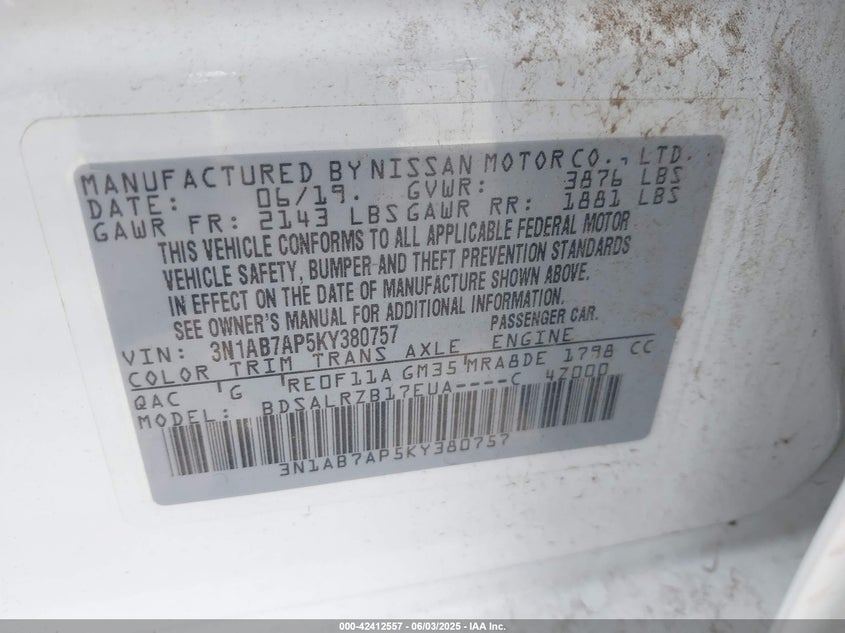 MANUFACTURED BY NISSAN MOTOR CO., LTD.
DATE: 06/19. GVWR: 3876 LBS
GAWR FR: 2143 LBS GAWR RR: 1881 LBS
THIS VEHICLE CONFORMS TO ALL APPLICABLE FEDERAL MOTOR
VEHICLE SAFETY, BUMPER AND THEFT PREVENTION STANDARDS
IN EFFECT ON THE DATE OF MANUFACTURE SHOWN ABOVE.
SEE OWNER'S MANUAL FOR ADDITIONAL INFORMATION.
VIN: 3N1AB7AP5KY380757 PASSENGER CAR.
COLOR TRIM TRANS AXLE ENGINE
QAC G RE0F11A GM35 MRA8DE 1798 CC
MODEL: BDSALRZB17EUA----C 4Z000
3N1AB7AP5KY380757
000-42412557 - 06/03/2025 - IAA Inc.